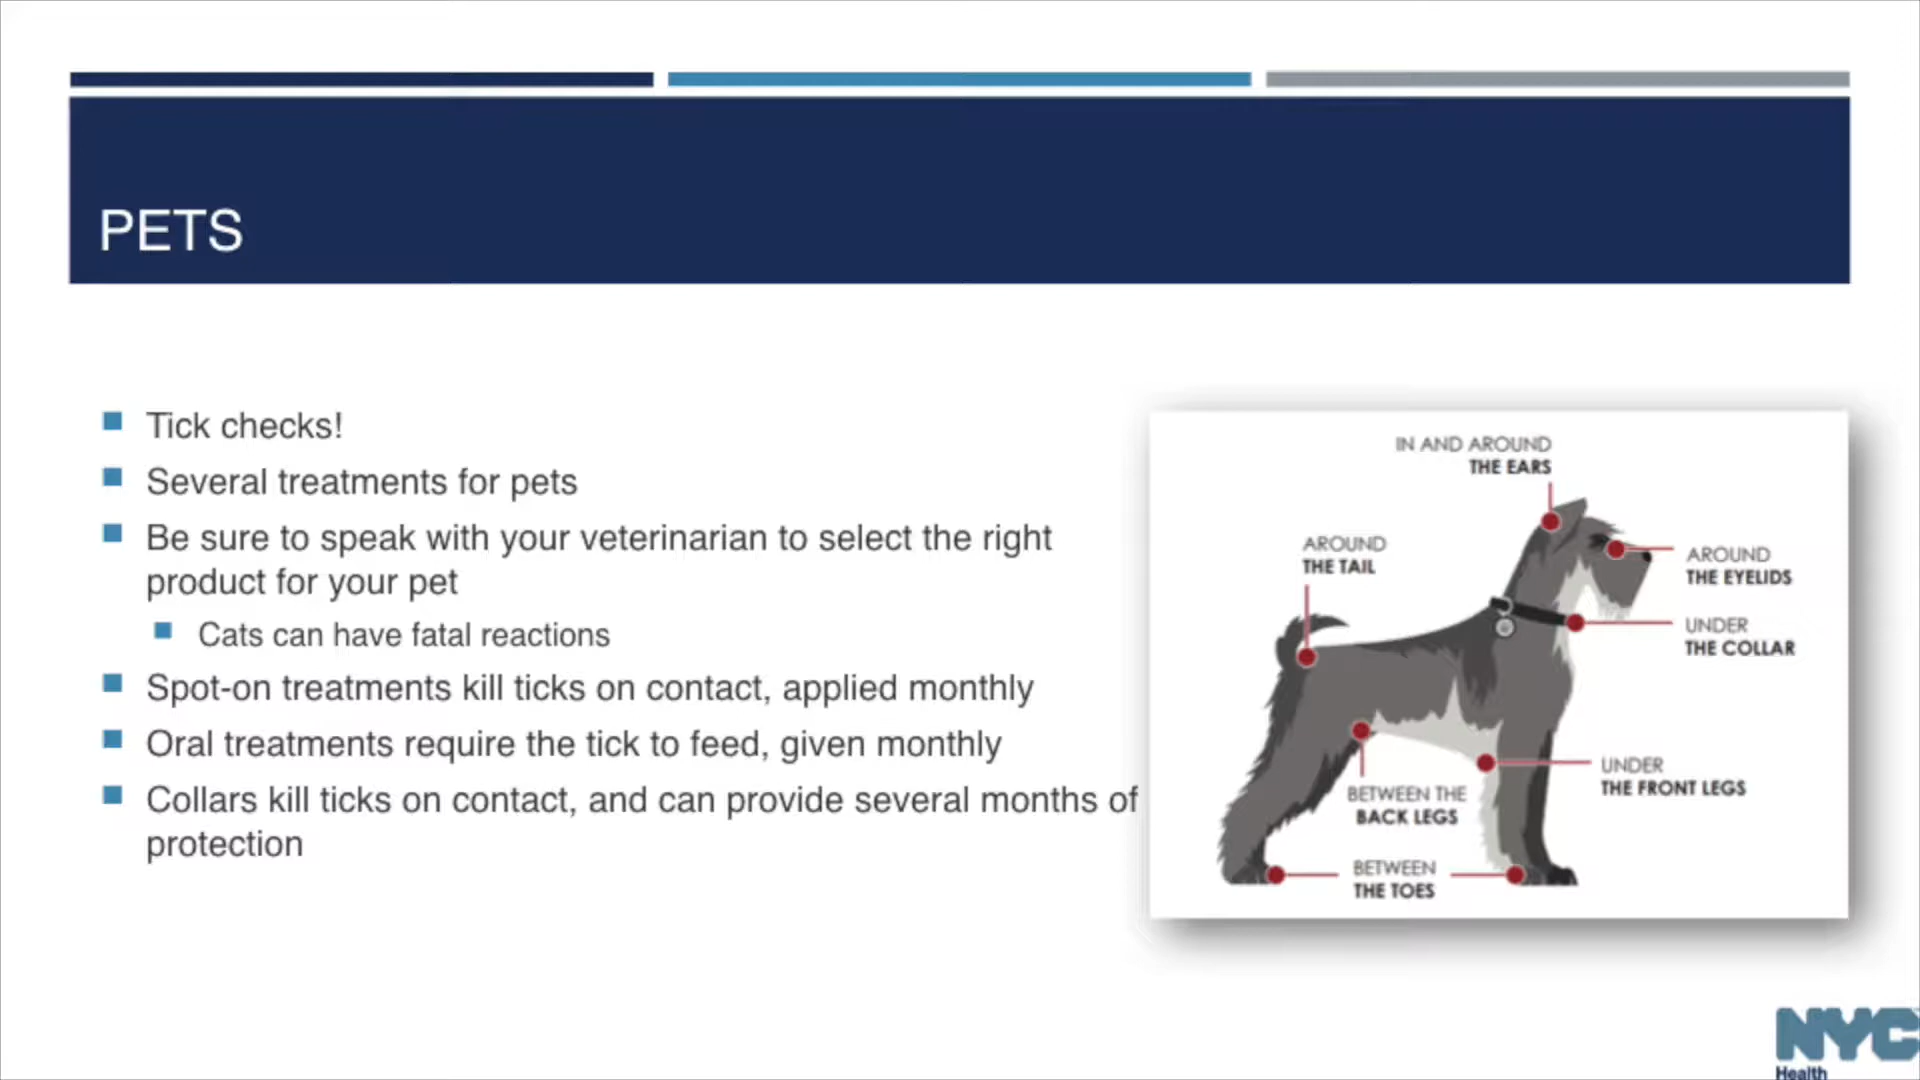 PETS
Tick checks!
Several treatments for pets
Be sure to speak with your veterinarian to select the right
product for your pet
Cats can have fatal reactions
Spot-on treatments kill ticks on contact, applied monthly
Oral treatments require the tick to feed, given monthly
Collars kill ticks on contact, and can provide several months of
protection
IN AND AROUND
THE EARS
AROUND
THE TAIL
AROUND
THE EYELIDS
UNDER
THE COLLAR
UNDER
THE FRONT LEGS
BETWEEN THE
BACK LEGS
BETWEEN
THE TOES
NYC
Health